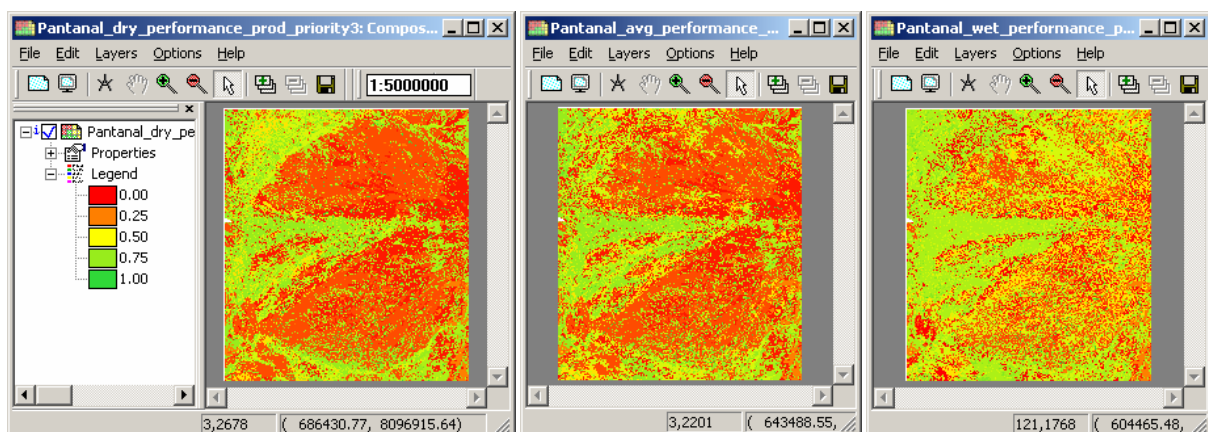 Pantanal_dry_performance_prod_priority3: Compos...
File Edit Layers Options Help
1:5000000
Pantanal_dry_pe
Properties
Legend
0.00
0.25
0.50
0.75
1.00
3,2678 ( 686430.77, 8096915.64)
Pantanal_avg_performance_...
File Edit Layers Options Help
3,2201 ( 643488.55,
Pantanal_wet_performance_p...
File Edit Layers Options Help
121,1768 ( 604465.48,